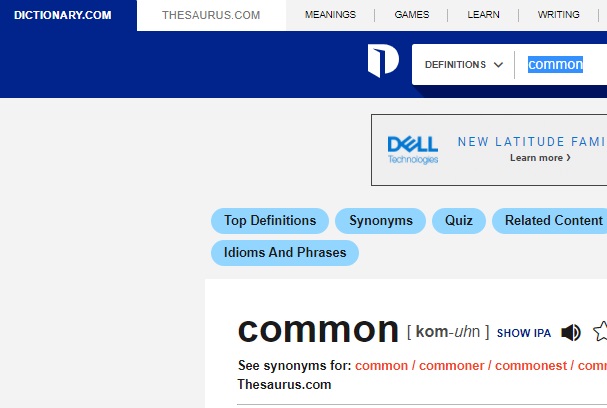 DICTIONARY.COM THESAURUS.COM MEANINGS GAMES LEARN WRITING
DEFINITIONS common
DELL Technologies NEW LATITUDE FAMI
Learn more ❯
Top Definitions Synonyms Quiz Related Content
Idioms And Phrases
common [ kom-uhn ] SHOW IPA
See synonyms for: common / commoner / commonest / comm
Thesaurus.com